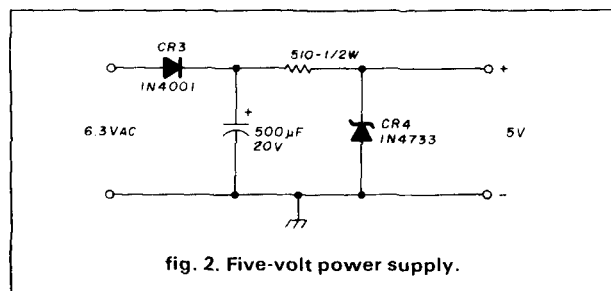 CR3
1N4001
510-1/2W
+
6.3VAC
+
500µF
20V
CR4
1N4733
5V
-
fig. 2. Five-volt power supply.